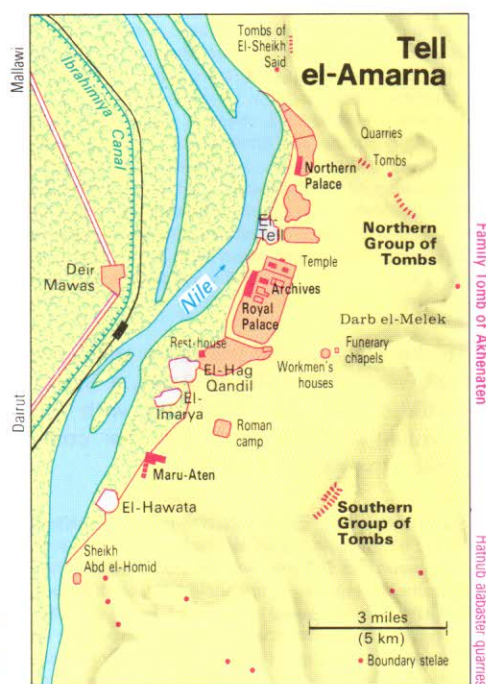 Tell
el-Amarna
Tombs of
El-Sheikh
Said
Mallawi
Ibrahimiya
Canal
Quarries
Tombs
Northern
Palace
Northern
Group of
Tombs
El-
Tell
Deir
Mawas
Nile
Temple
Archives
Royal
Palace
Darb el-Melek
Family Tomb of Akhenaten
Rest-house
Workmen's
houses
Funerary
chapels
El-Hag
Qandil
El-
Imarya
Dairut
Roman
camp
Maru-Aten
El-Hawata
Southern
Group of
Tombs
Sheikh
Abd el-Homid
Hatnub alabaster quarries
3 miles
(5 km)
Boundary stelae